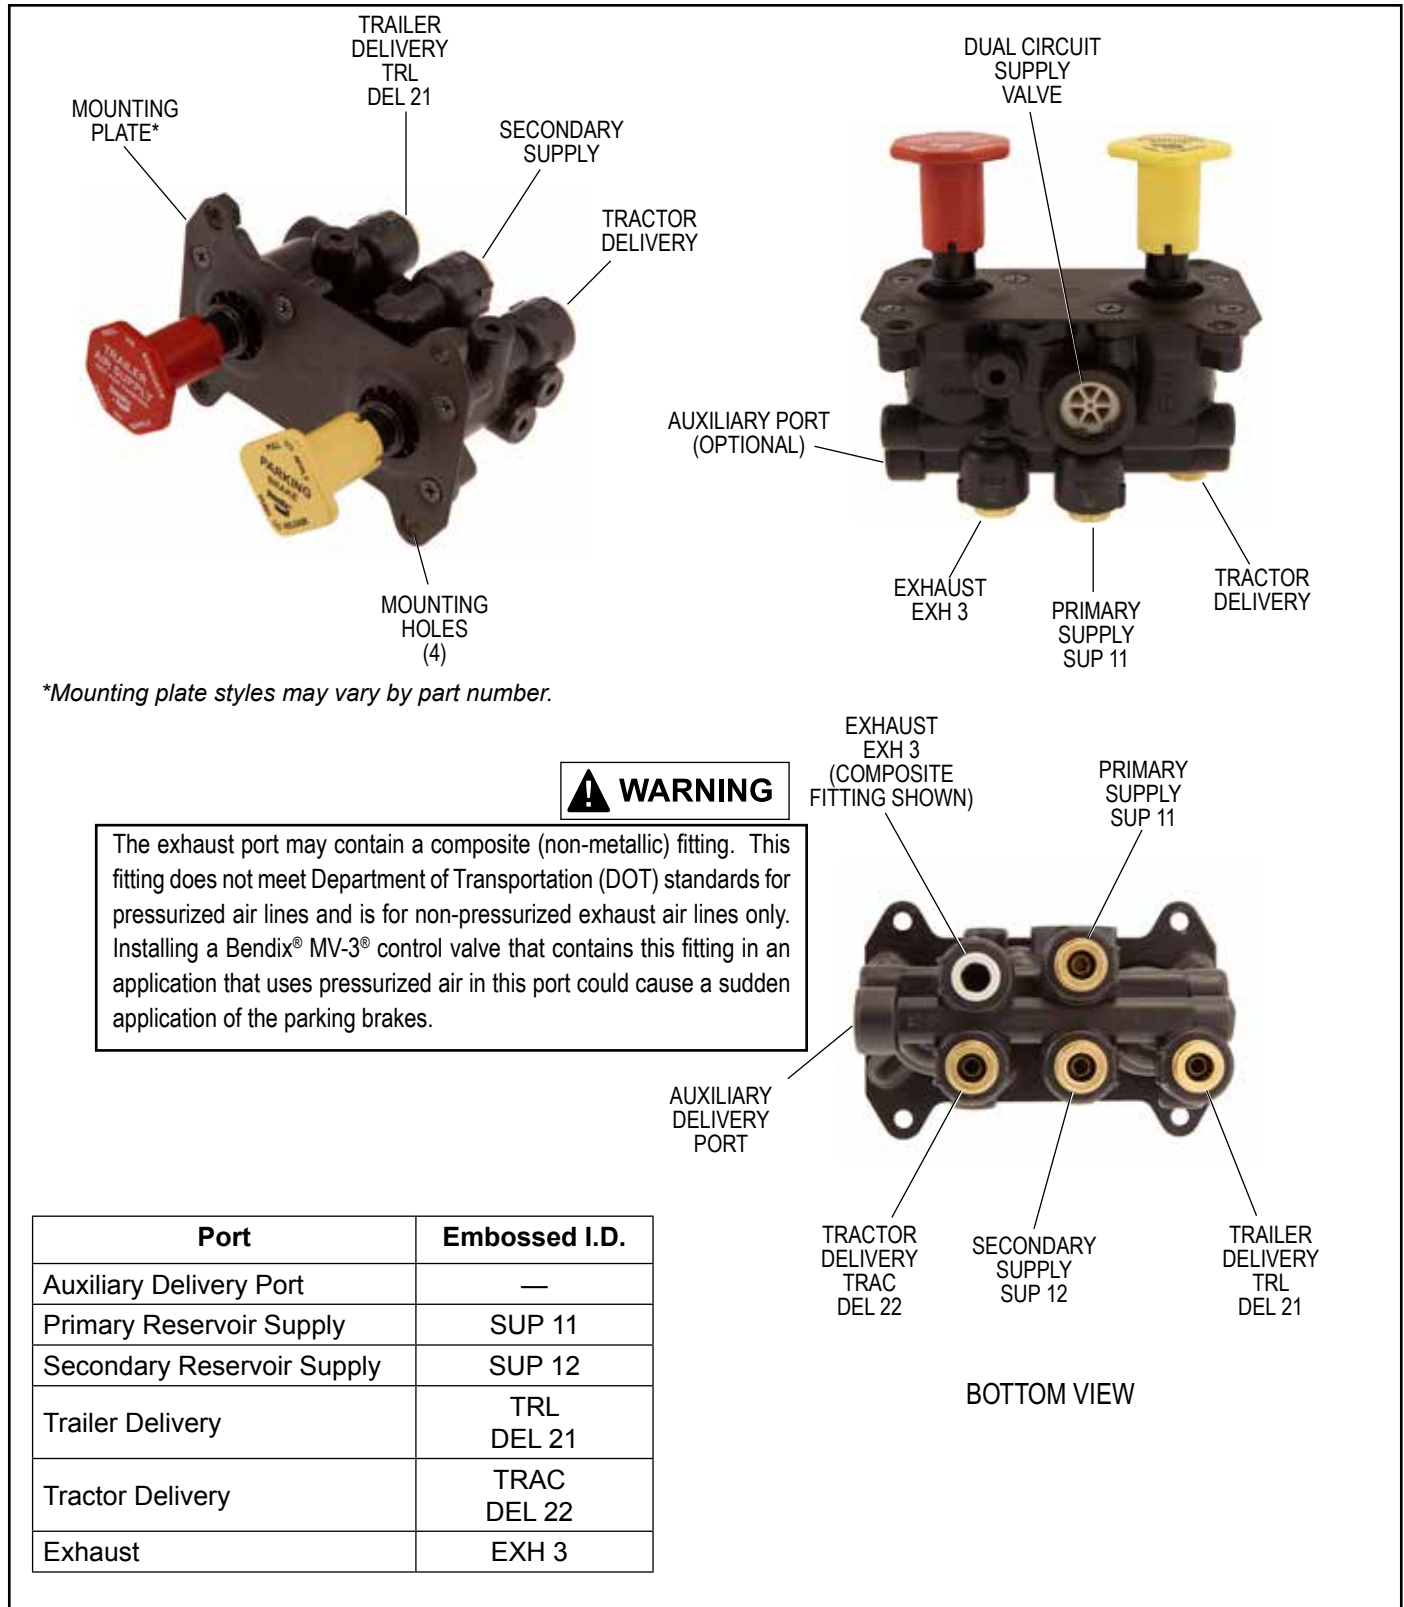 TRAILER
DELIVERY
TRL
DEL 21
MOUNTING
PLATE*
SECONDARY
SUPPLY
TRACTOR
DELIVERY
TRAILER
AIR SUPPLY
PARKING
BRAKE
MOUNTING
HOLES
(4)
*Mounting plate styles may vary by part number.
DUAL CIRCUIT
SUPPLY
VALVE
AUXILIARY PORT
(OPTIONAL)
EXHAUST
EXH 3
PRIMARY
SUPPLY
SUP 11
TRACTOR
DELIVERY
WARNING
The exhaust port may contain a composite (non-metallic) fitting. This
fitting does not meet Department of Transportation (DOT) standards for
pressurized air lines and is for non-pressurized exhaust air lines only.
Installing a Bendix® MV-3® control valve that contains this fitting in an
application that uses pressurized air in this port could cause a sudden
application of the parking brakes.
EXHAUST
EXH 3
(COMPOSITE
FITTING SHOWN)
PRIMARY
SUPPLY
SUP 11
AUXILIARY
DELIVERY
PORT
TRACTOR
DELIVERY
TRAC
DEL 22
SECONDARY
SUPPLY
SUP 12
TRAILER
DELIVERY
TRL
DEL 21
BOTTOM VIEW
Port Embossed I.D.
Auxiliary Delivery Port —
Primary Reservoir Supply SUP 11
Secondary Reservoir Supply SUP 12
Trailer Delivery TRL
DEL 21
Tractor Delivery TRAC
DEL 22
Exhaust EXH 3